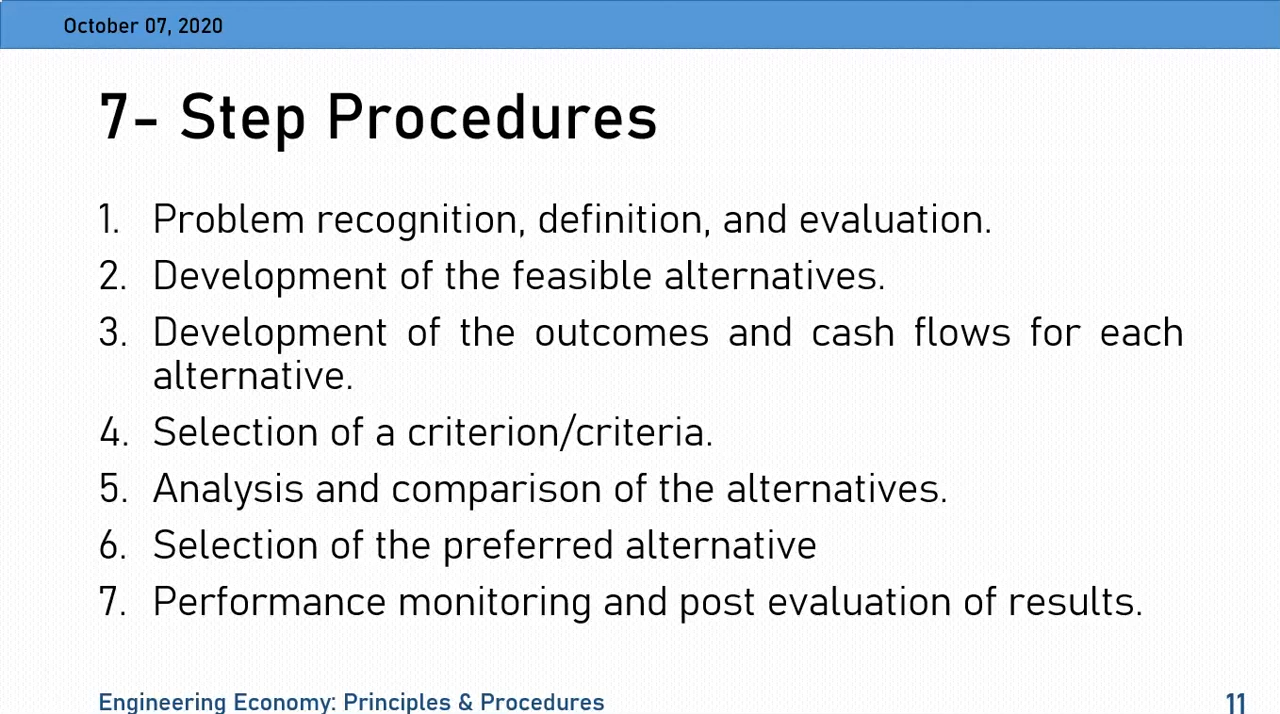 October 07, 2020
7- Step Procedures
1. Problem recognition, definition, and evaluation.
2. Development of the feasible alternatives.
3. Development of the outcomes and cash flows for each
alternative.
4. Selection of a criterion/criteria.
5. Analysis and comparison of the alternatives.
6. Selection of the preferred alternative
7. Performance monitoring and post evaluation of results.
Engineering Economy: Principles & Procedures
11